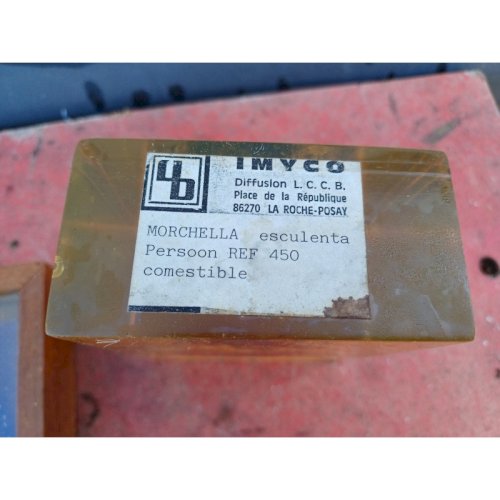 IMYCO
Diffusion L. C. C. B.
Place de la République
86270 LA ROCHE-POSAY
MORCHELLA esculenta
Persoon REF 450
comestible